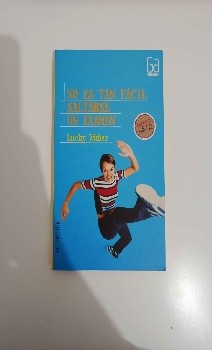 NO ES TAN FÁCIL
SALTARSE
UN EXAMEN
Luchy Núñez